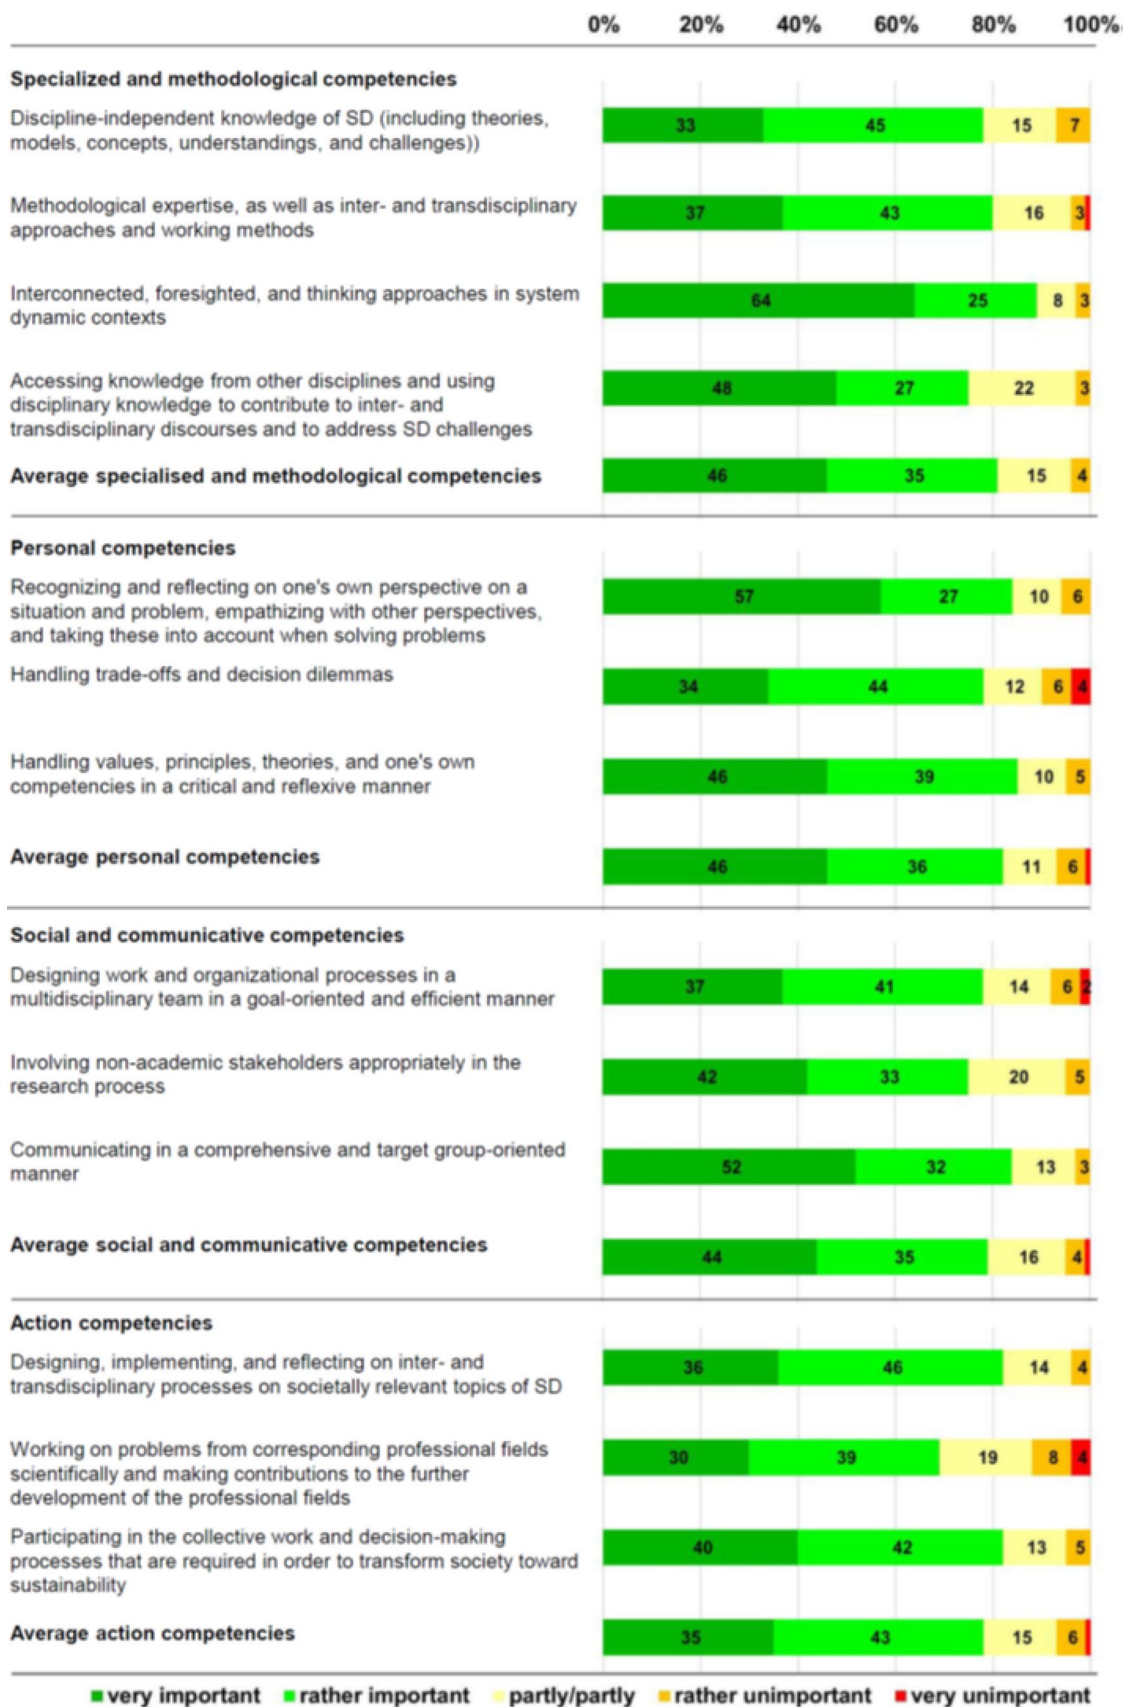 0% 20% 40% 60% 80% 100%
Specialized and methodological competencies
Discipline-independent knowledge of SD (including theories,
models, concepts, understandings, and challenges))
33 45 15 7
Methodological expertise, as well as inter- and transdisciplinary
approaches and working methods
37 43 16 3
Interconnected, foresighted, and thinking approaches in system
dynamic contexts
64 25 8 3
Accessing knowledge from other disciplines and using
disciplinary knowledge to contribute to inter- and
transdisciplinary discourses and to address SD challenges
48 27 22 3
Average specialised and methodological competencies
46 35 15 4
Personal competencies
Recognizing and reflecting on one's own perspective on a
situation and problem, empathizing with other perspectives,
and taking these into account when solving problems
57 27 10 6
Handling trade-offs and decision dilemmas
34 44 12 6 4
Handling values, principles, theories, and one's own
competencies in a critical and reflexive manner
46 39 10 5
Average personal competencies
46 36 11 6
Social and communicative competencies
Designing work and organizational processes in a
multidisciplinary team in a goal-oriented and efficient manner
37 41 14 6 2
Involving non-academic stakeholders appropriately in the
research process
42 33 20 5
Communicating in a comprehensive and target group-oriented
manner
52 32 13 3
Average social and communicative competencies
44 35 16 4
Action competencies
Designing, implementing, and reflecting on inter- and
transdisciplinary processes on societally relevant topics of SD
36 46 14 4
Working on problems from corresponding professional fields
scientifically and making contributions to the further
development of the professional fields
30 39 19 8 4
Participating in the collective work and decision-making
processes that are required in order to transform society toward
sustainability
40 42 13 5
Average action competencies
35 43 15 6
very important rather important partly/partly rather unimportant very unimportant